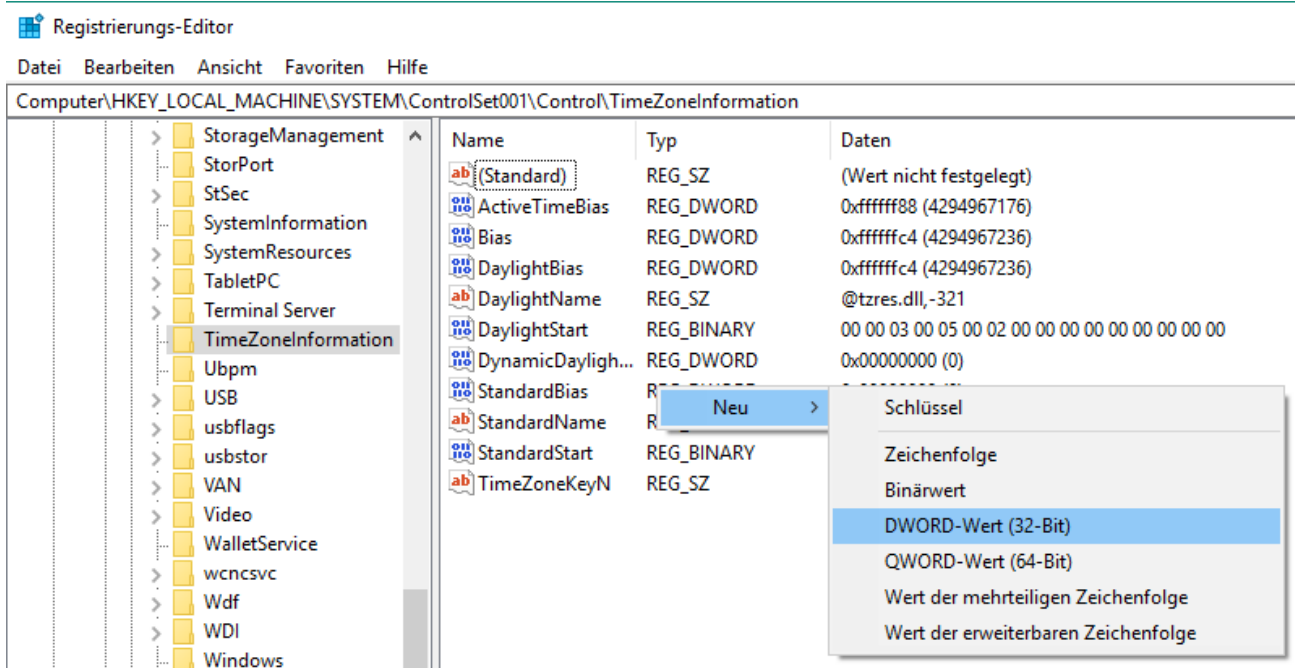 Registrierungs-Editor
Datei Bearbeiten Ansicht Favoriten Hilfe
Computer\HKEY_LOCAL_MACHINE\SYSTEM\ControlSet001\Control\TimeZoneInformation
StorageManagement
StorPort
StSec
SystemInformation
SystemResources
TabletPC
Terminal Server
TimeZoneInformation
Ubpm
USB
usbflags
usbstor
VAN
Video
WalletService
wcncsvc
Wdf
WDI
Windows
Name Typ Daten
(Standard) REG_SZ (Wert nicht festgelegt)
ActiveTimeBias REG_DWORD 0xffffff88 (4294967176)
Bias REG_DWORD 0xffffffc4 (4294967236)
DaylightBias REG_DWORD 0xffffffc4 (4294967236)
DaylightName REG_SZ @tzres.dll,-321
DaylightStart REG_BINARY 00 00 03 00 05 00 02 00 00 00 00 00 00 00 00 00
DynamicDayligh... REG_DWORD 0x00000000 (0)
StandardBias
StandardName
StandardStart REG_BINARY
TimeZoneKeyN REG_SZ
Neu
Schlüssel
Zeichenfolge
Binärwert
DWORD-Wert (32-Bit)
QWORD-Wert (64-Bit)
Wert der mehrteiligen Zeichenfolge
Wert der erweiterbaren Zeichenfolge